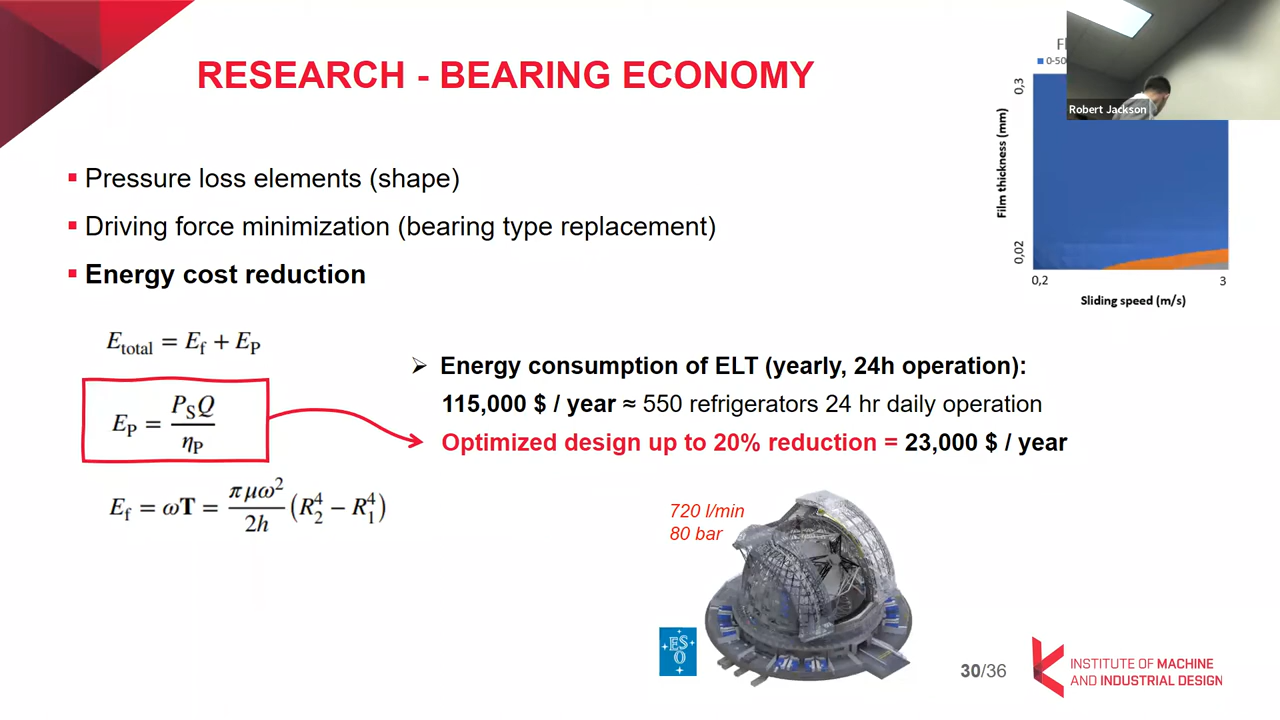 RESEARCH - BEARING ECONOMY
Pressure loss elements (shape)
Driving force minimization (bearing type replacement)
Energy cost reduction
E_total = E_f + E_P
E_P = P_S Q / η_P
E_f = ωT = πμω² / 2h (R₂⁴ − R₁⁴)
Energy consumption of ELT (yearly, 24h operation):
115,000 $ / year ≈ 550 refrigerators 24 hr daily operation
Optimized design up to 20% reduction = 23,000 $ / year
720 l/min
80 bar
ES
O
0-50
Robert Jackson
0,3
Film thickness (mm)
0,02
0,2 3
Sliding speed (m/s)
30/36
INSTITUTE OF MACHINE
AND INDUSTRIAL DESIGN